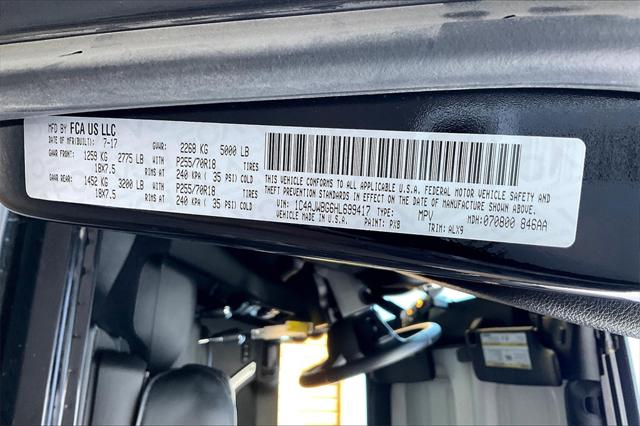 MFD BY FCA US LLC
DATE OF MFR(BUILT): 7-17 GVWR: 2268 KG 5000 LB
GAWR FRONT: 1259 KG 2775 LB WITH P255/70R18 TIRES
18X7.5 RIMS AT 240 KPA( 35 PSI) COLD
GAWR REAR: 1452 KG 3200 LB WITH P255/70R18 TIRES
18X7.5 RIMS AT 240 KPA( 35 PSI) COLD
THIS VEHICLE CONFORMS TO ALL APPLICABLE U.S.A. FEDERAL MOTOR VEHICLE SAFETY AND
THEFT PREVENTION STANDARDS IN EFFECT ON THE DATE OF MANUFACTURE SHOWN ABOVE.
VIN: 1C4AJWBG6HL699417 MPV MDH:070800 846AA
VEHICLE MADE IN U.S.A. PAINT: PX8 TRIM: ALX9